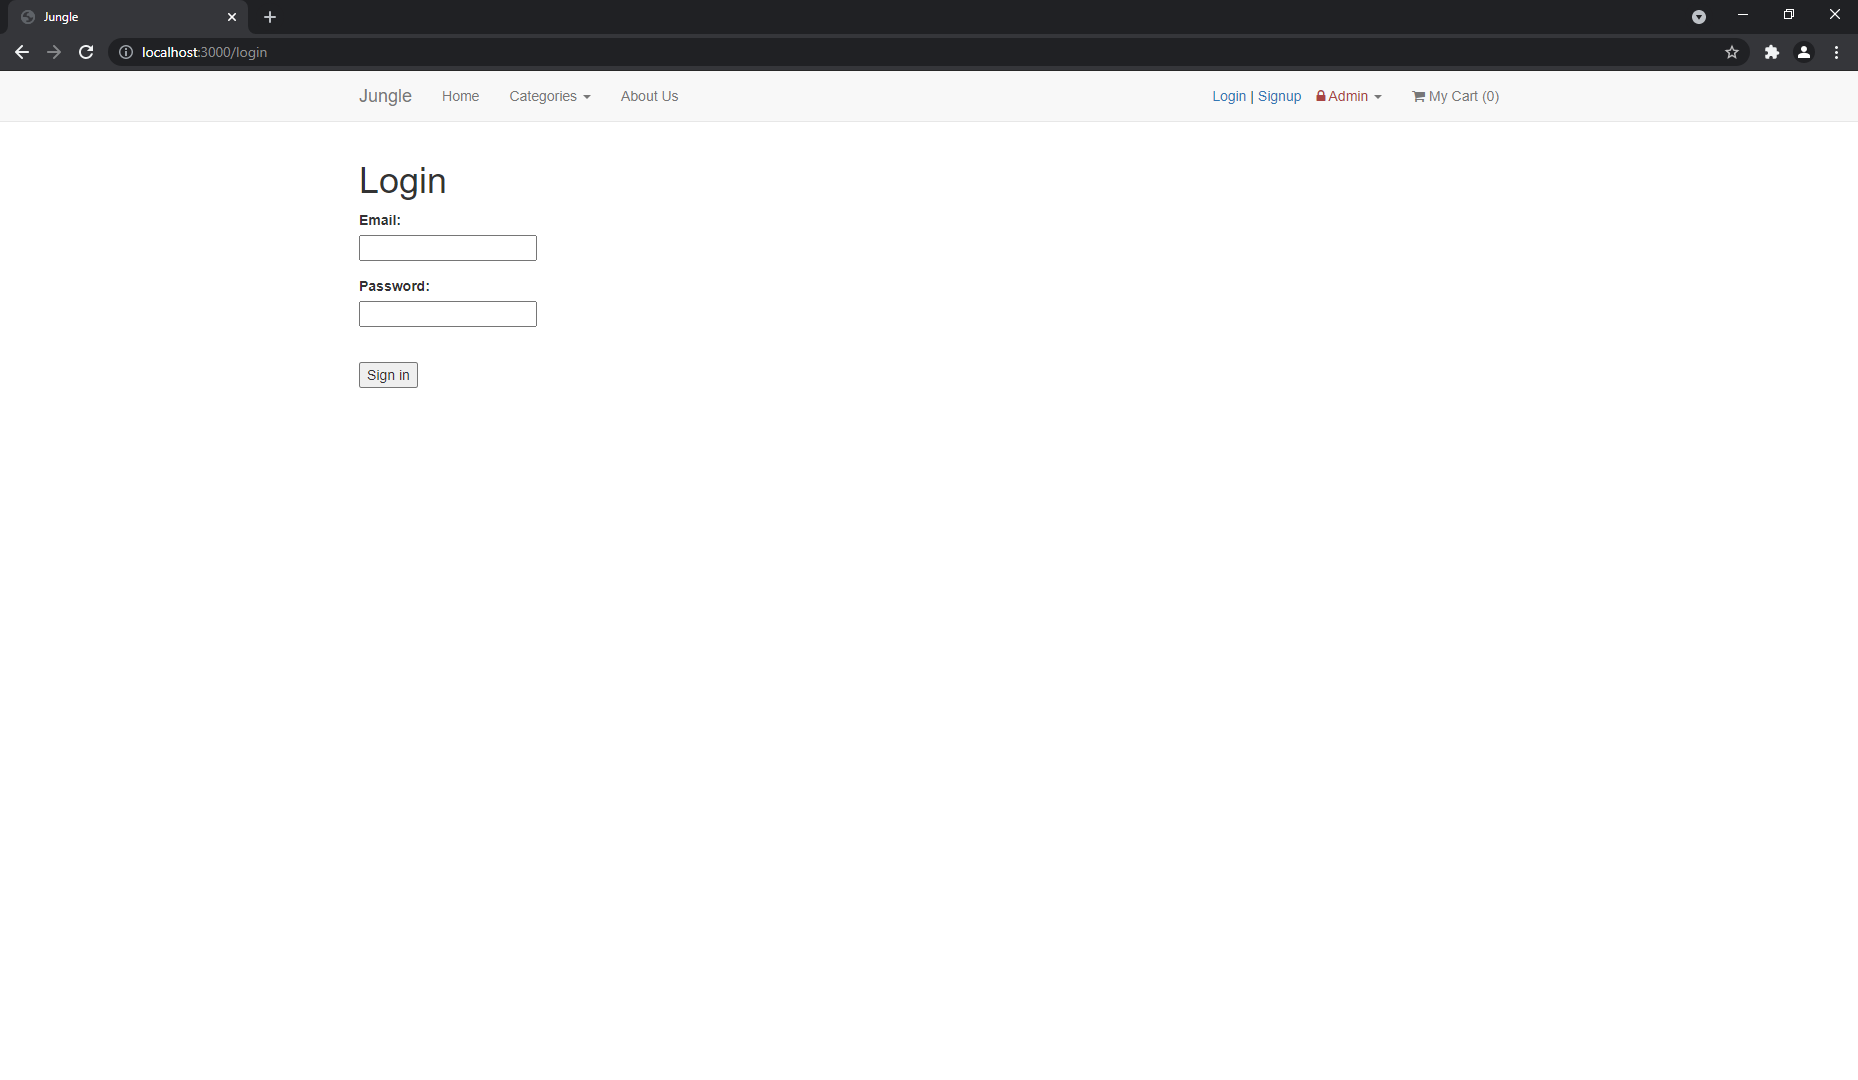 Jungle
localhost:3000/login
Jungle Home Categories About Us Login | Signup Admin My Cart (0)
Login
Email:
Password:
Sign in